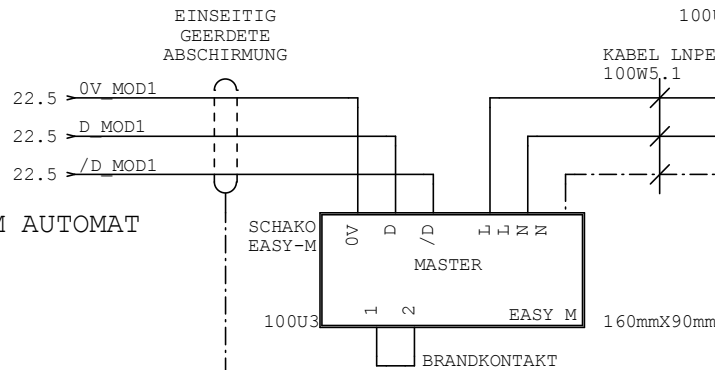 EINSEITIG
GEERDETE
ABSCHIRMUNG
100U
KABEL LNPE
100W5.1
22.5 0V_MOD1
22.5 D_MOD1
22.5 /D_MOD1
M AUTOMAT
SCHAKO
EASY-M
0V D /D L L N N
MASTER
1 2
EASY M
100U3
160mmX90mm
BRANDKONTAKT